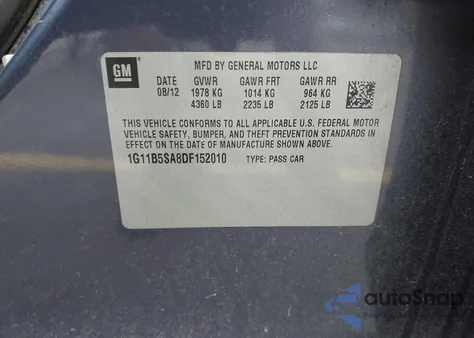 GM
MFD BY GENERAL MOTORS LLC
DATE GVWR GAWR FRT GAWR RR
08/12 1978 KG 1014 KG 964 KG
4360 LB 2235 LB 2125 LB
THIS VEHICLE CONFORMS TO ALL APPLICABLE U.S. FEDERAL MOTOR
VEHICLE SAFETY, BUMPER, AND THEFT PREVENTION STANDARDS IN
EFFECT ON THE DATE OF MANUFACTURE SHOWN ABOVE.
1G11B5SA8DF152010 TYPE: PASS CAR
autoSnap